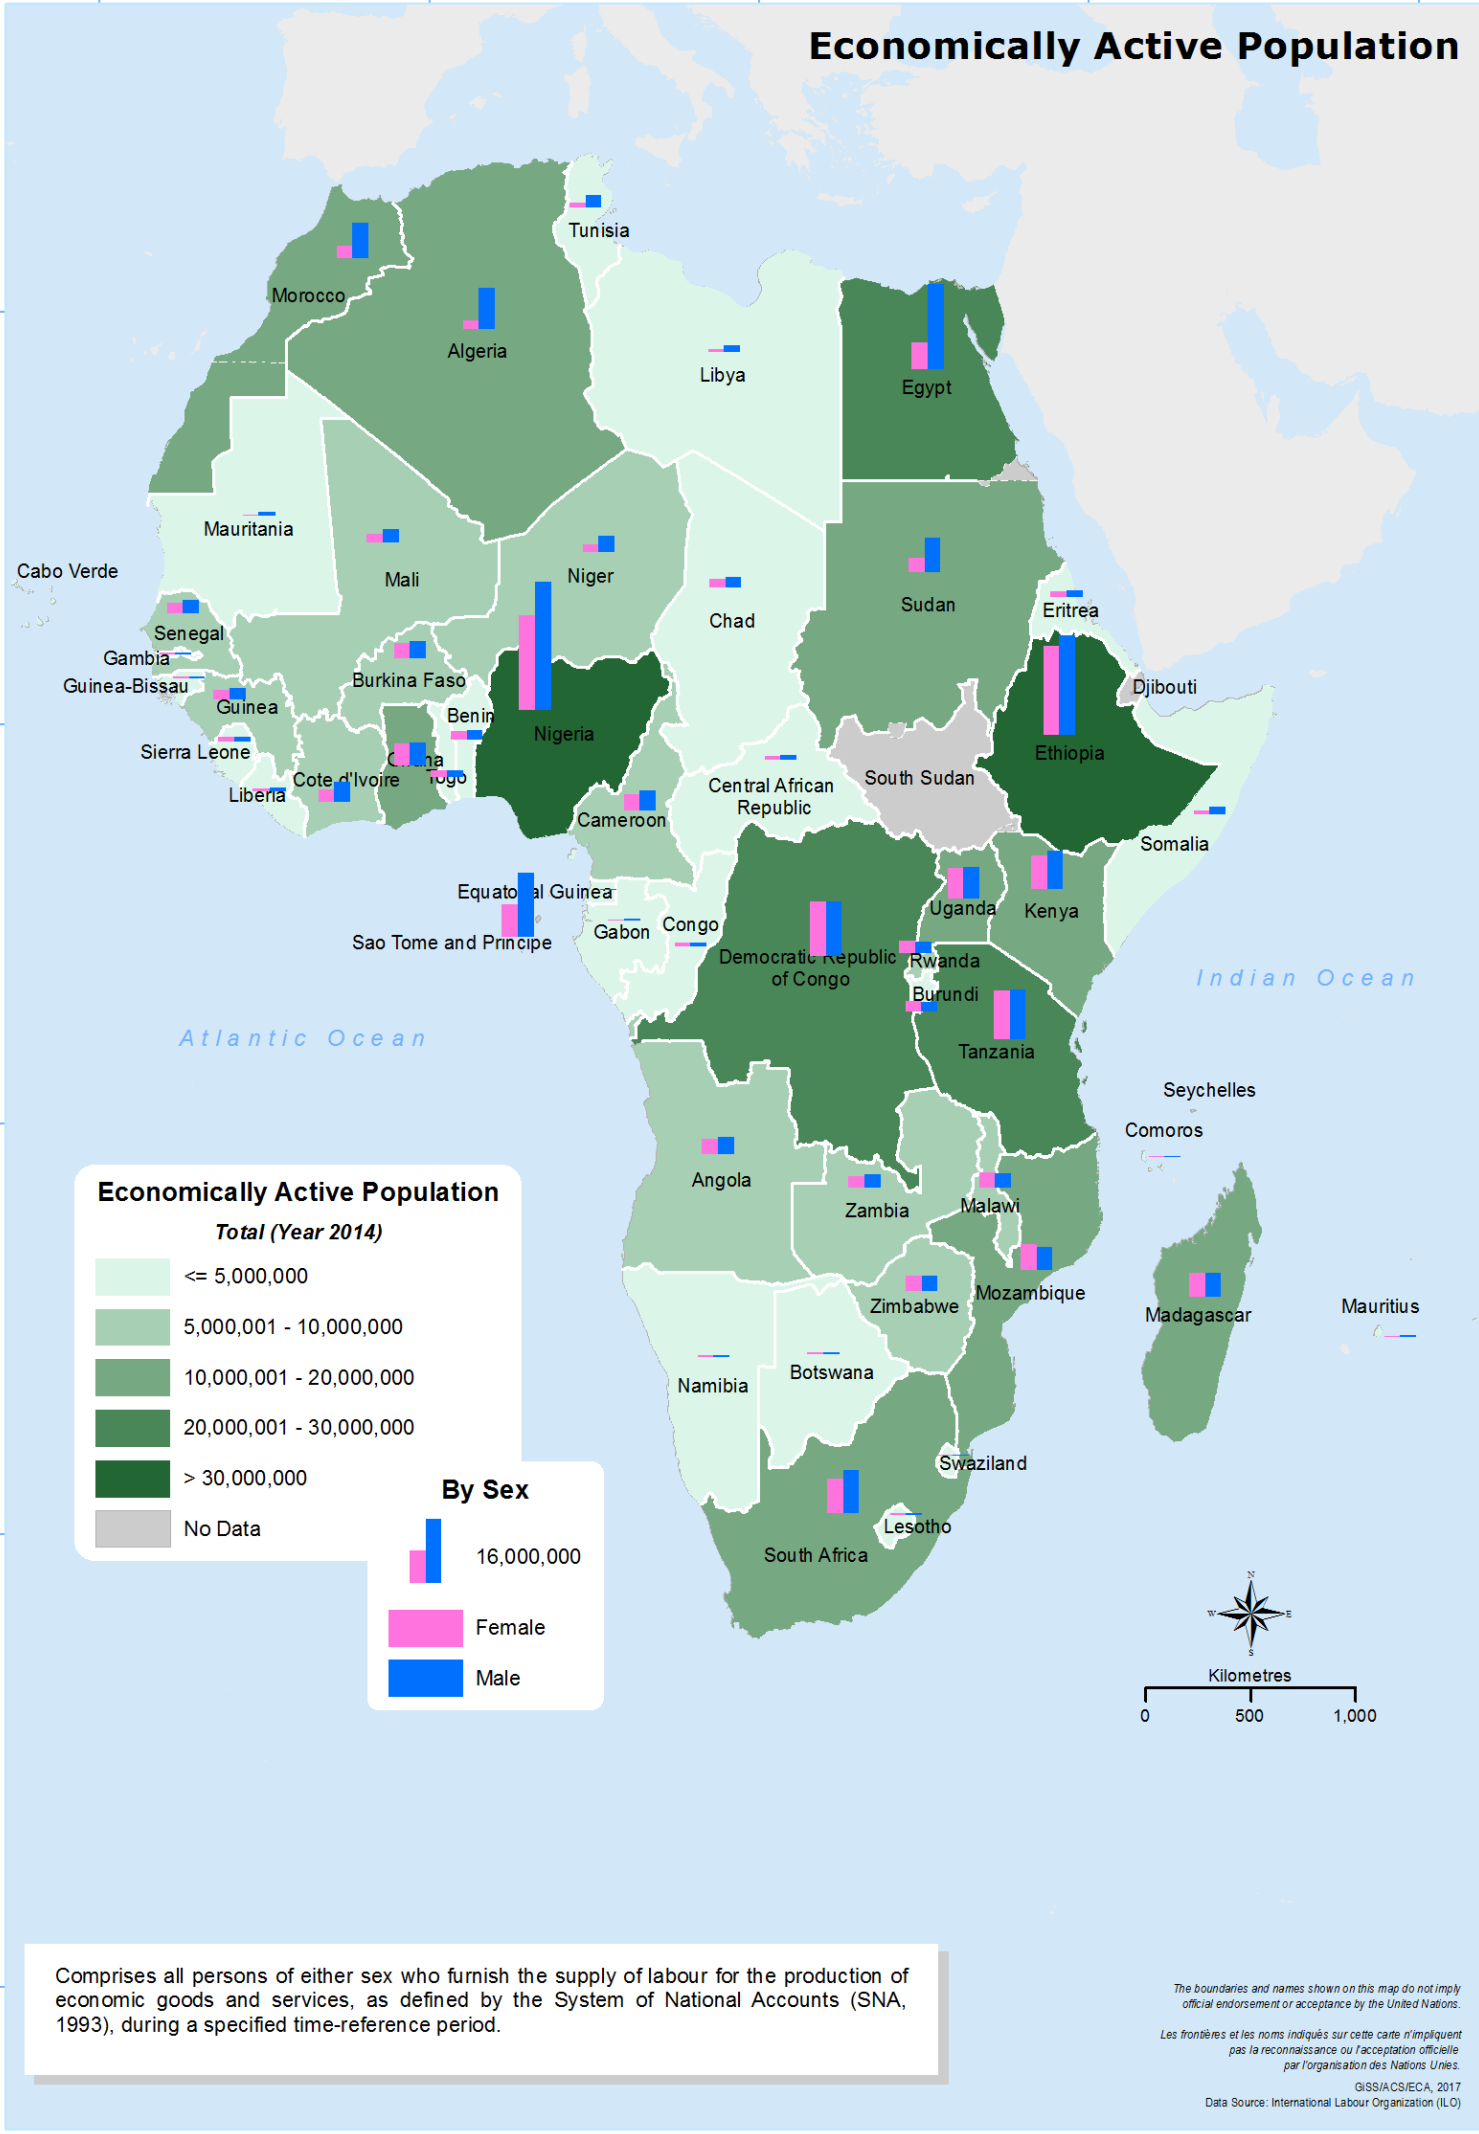 Economically Active Population
Tunisia
Morocco
Algeria
Libya
Egypt
Mauritania
Cabo Verde
Mali
Niger
Chad
Sudan
Eritrea
Senegal
Gambia
Guinea-Bissau
Burkina Faso
Djibouti
Guinea
Benin
Nigeria
Ethiopia
Sierra Leone
Ghana
Cote d'Ivoire
Togo
South Sudan
Central African
Republic
Liberia
Cameroon
Somalia
Equatorial Guinea
Gabon
Congo
Uganda
Kenya
Sao Tome and Principe
Democratic Republic
of Congo
Rwanda
Burundi
Indian Ocean
Atlantic Ocean
Tanzania
Seychelles
Comoros
Angola
Zambia
Malawi
Mozambique
Zimbabwe
Madagascar
Mauritius
Namibia
Botswana
Swaziland
Lesotho
South Africa
Economically Active Population
Total (Year 2014)
<= 5,000,000
5,000,001 - 10,000,000
10,000,001 - 20,000,000
20,000,001 - 30,000,000
> 30,000,000
No Data
By Sex
16,000,000
Female
Male
N
W
E
S
Kilometres
0
500
1,000
Comprises all persons of either sex who furnish the supply of labour for the production of
economic goods and services, as defined by the System of National Accounts (SNA,
1993), during a specified time-reference period.
The boundaries and names shown on this map do not imply
official endorsement or acceptance by the United Nations.
Les frontières et les noms indiqués sur cette carte n'impliquent
pas la reconnaissance ou l'acceptation officielle
par l'organisation des Nations Unies.
GiSS/ACS/ECA, 2017
Data Source: International Labour Organization (ILO)